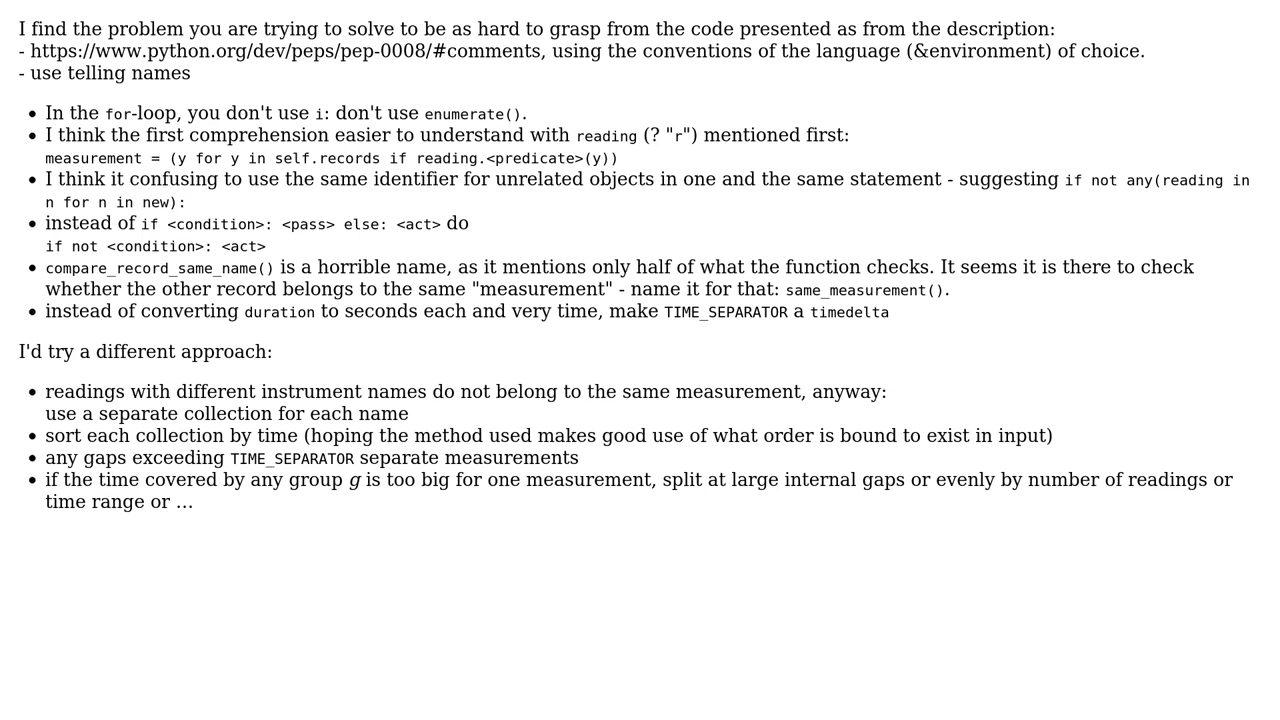 I find the problem you are trying to solve to be as hard to grasp from the code presented as from the description:
- https://www.python.org/dev/peps/pep-0008/#comments, using the conventions of the language (&environment) of choice.
- use telling names
• In the for-loop, you don't use i: don't use enumerate().
• I think the first comprehension easier to understand with reading (? "r") mentioned first:
measurement = (y for y in self.records if reading.<predicate>(y))
• I think it confusing to use the same identifier for unrelated objects in one and the same statement - suggesting if not any(reading in
n for n in new):
• instead of if <condition>: <pass> else: <act> do
if not <condition>: <act>
• compare_record_same_name() is a horrible name, as it mentions only half of what the function checks. It seems it is there to check
whether the other record belongs to the same "measurement" - name it for that: same_measurement().
• instead of converting duration to seconds each and very time, make TIME_SEPARATOR a timedelta
I'd try a different approach:
• readings with different instrument names do not belong to the same measurement, anyway:
use a separate collection for each name
• sort each collection by time (hoping the method used makes good use of what order is bound to exist in input)
• any gaps exceeding TIME_SEPARATOR separate measurements
• if the time covered by any group g is too big for one measurement, split at large internal gaps or evenly by number of readings or
time range or …